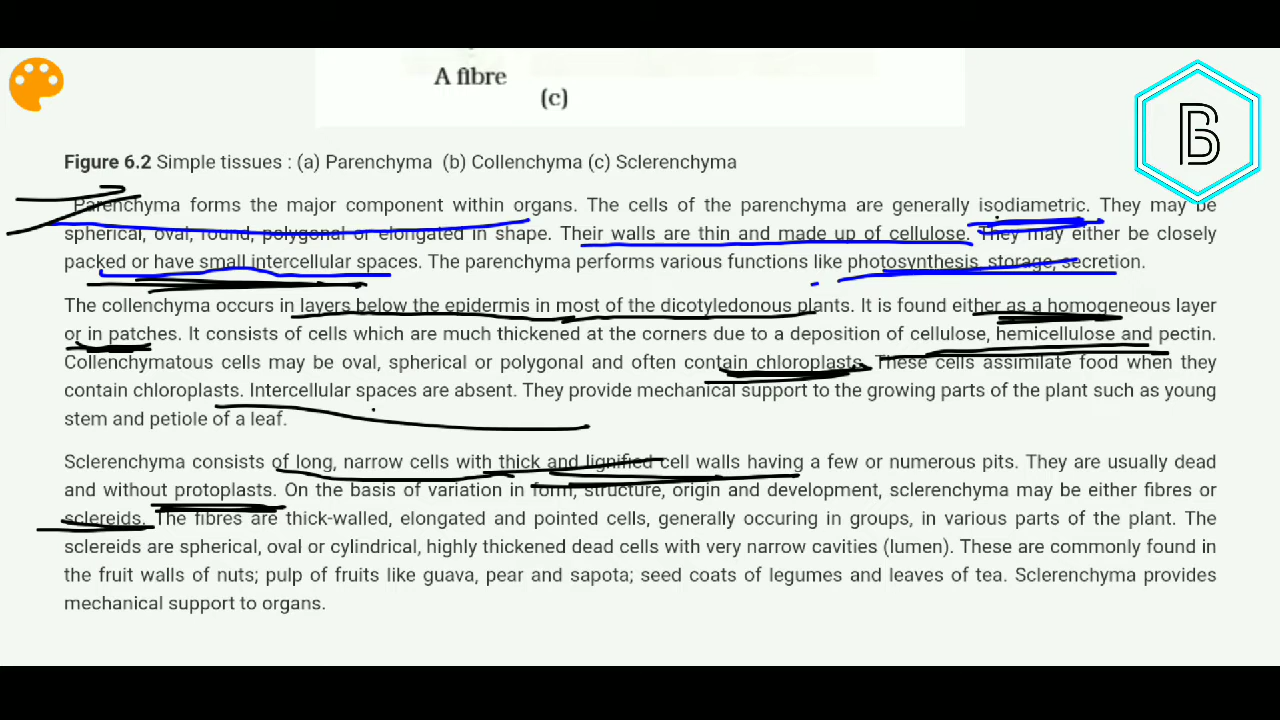 A fibre
(c)
B
Figure 6.2 Simple tissues : (a) Parenchyma (b) Collenchyma (c) Sclerenchyma
Parenchyma forms the major component within organs. The cells of the parenchyma are generally isodiametric. They may be
spherical, oval, round, polygonal or elongated in shape. Their walls are thin and made up of cellulose. They may either be closely
packed or have small intercellular spaces. The parenchyma performs various functions like photosynthesis, storage, secretion.
The collenchyma occurs in layers below the epidermis in most of the dicotyledonous plants. It is found either as a homogeneous layer
or in patches. It consists of cells which are much thickened at the corners due to a deposition of cellulose, hemicellulose and pectin.
Collenchymatous cells may be oval, spherical or polygonal and often contain chloroplasts. These cells assimilate food when they
contain chloroplasts. Intercellular spaces are absent. They provide mechanical support to the growing parts of the plant such as young
stem and petiole of a leaf.
Sclerenchyma consists of long, narrow cells with thick and lignified cell walls having a few or numerous pits. They are usually dead
and without protoplasts. On the basis of variation in form, structure, origin and development, sclerenchyma may be either fibres or
sclereids. The fibres are thick-walled, elongated and pointed cells, generally occuring in groups, in various parts of the plant. The
sclereids are spherical, oval or cylindrical, highly thickened dead cells with very narrow cavities (lumen). These are commonly found in
the fruit walls of nuts; pulp of fruits like guava, pear and sapota; seed coats of legumes and leaves of tea. Sclerenchyma provides
mechanical support to organs.